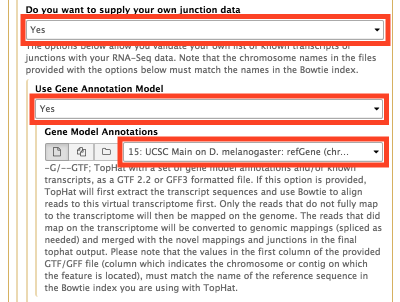 Do you want to supply your own junction data
Yes
The options below allow you validate your own list of known transcripts or
junctions with your RNA-Seq data. Note that the chromosome names in the files
provided with the options below must match the names in the Bowtie index.
Use Gene Annotation Model
Yes
Gene Model Annotations
15: UCSC Main on D. melanogaster: refGene (chr...
-G/--GTF; TopHat with a set of gene model annotations and/or known
transcripts, as a GTF 2.2 or GFF3 formatted file. If this option is provided,
TopHat will first extract the transcript sequences and use Bowtie to align
reads to this virtual transcriptome first. Only the reads that do not fully map
to the transcriptome will then be mapped on the genome. The reads that did
map on the transcriptome will be converted to genomic mappings (spliced as
needed) and merged with the novel mappings and junctions in the final
tophat output. Please note that the values in the first column of the provided
GTF/GFF file (column which indicates the chromosome or contig on which
the feature is located), must match the name of the reference sequence in
the Bowtie index you are using with TopHat.